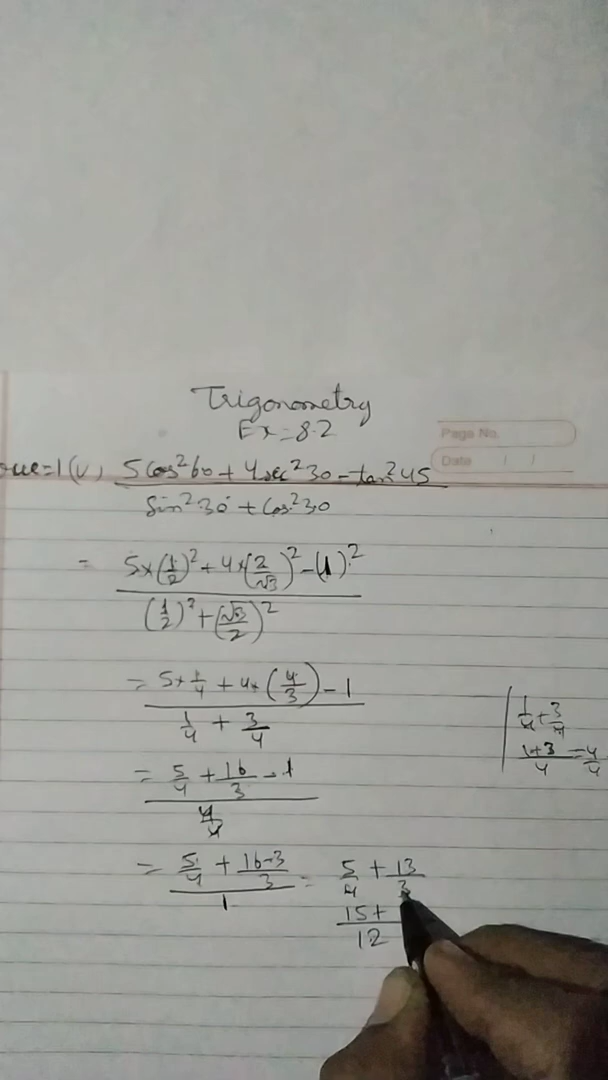 Trigonometry
Ex=8.2
Page No.
Date / /
=1(v) 5cos²60+4sec²30-tan²45
sin²30°+cos²30
= 5×(1/2)²+4×(2/√3)²-(1)²
(1/2)²+(√3/2)²
= 5×1/4+4×(4/3)-1
1/4+3/4
1/4+3/4
1+3/4=4/4
= 5/4+16/3-1
4/4
= 5/4+16-3/3 = 5/4+13/3
1
15+
12